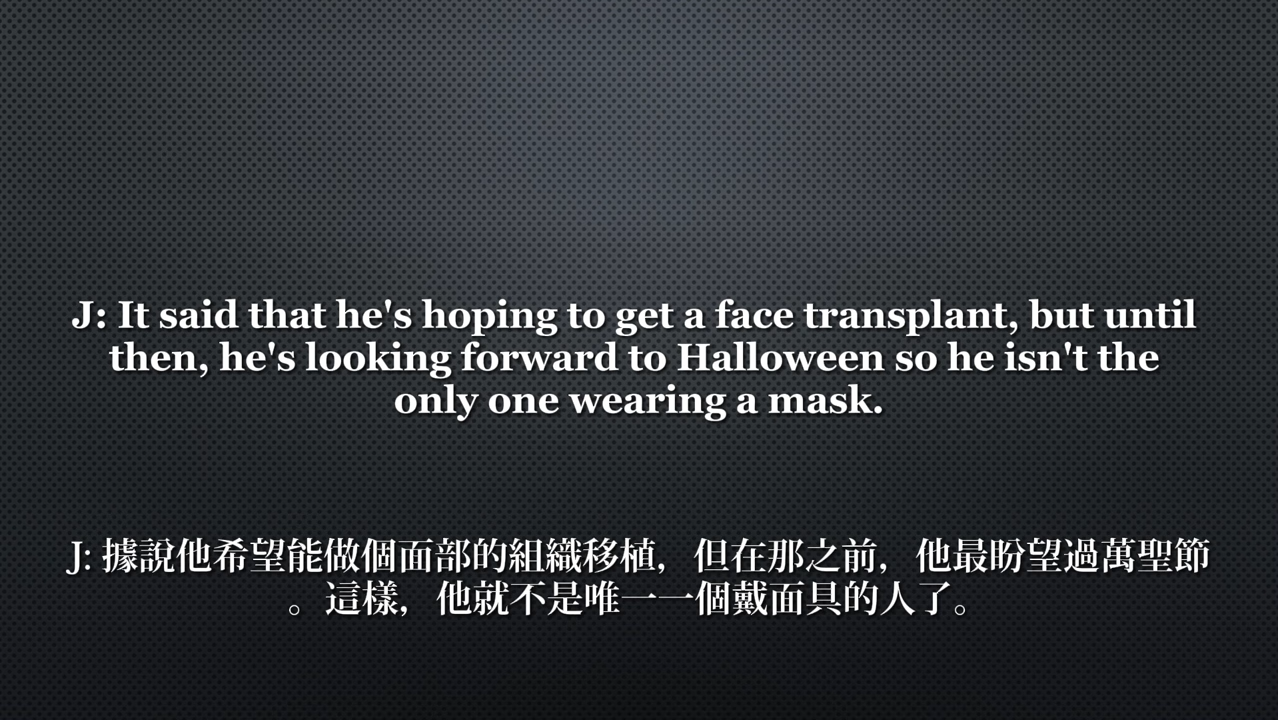 J: It said that he's hoping to get a face transplant, but until
then, he's looking forward to Halloween so he isn't the
only one wearing a mask.
J: 據說他希望能做個面部的組織移植，但在那之前，他最盼望過萬聖節
。這樣，他就不是唯一一個戴面具的人了。